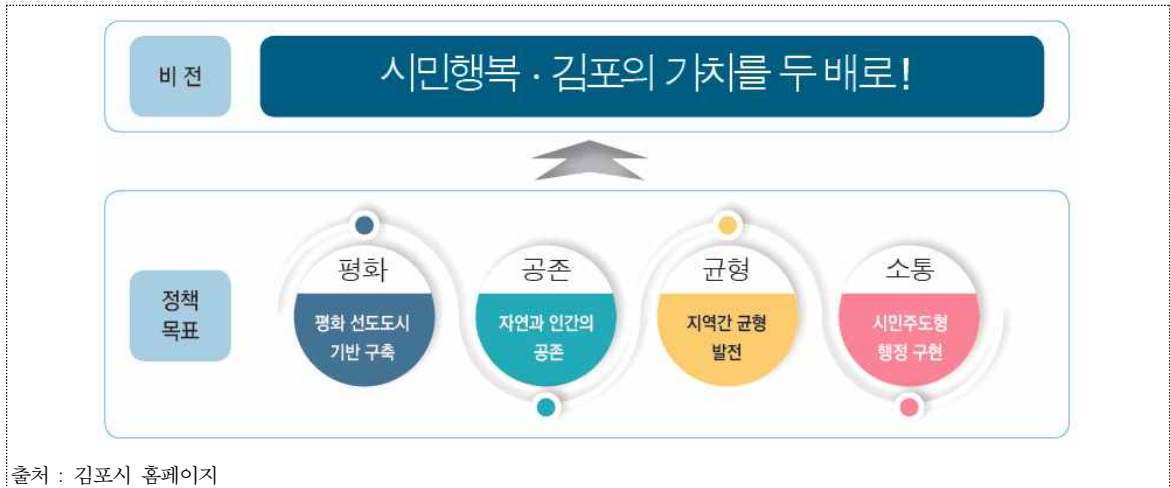 비 전
시민행복 · 김포의 가치를 두 배로!
정책
목표
평화
평화 선도도시
기반 구축
공존
자연과 인간의
공존
균형
지역간 균형
발전
소통
시민주도형
행정 구현
출처 : 김포시 홈페이지